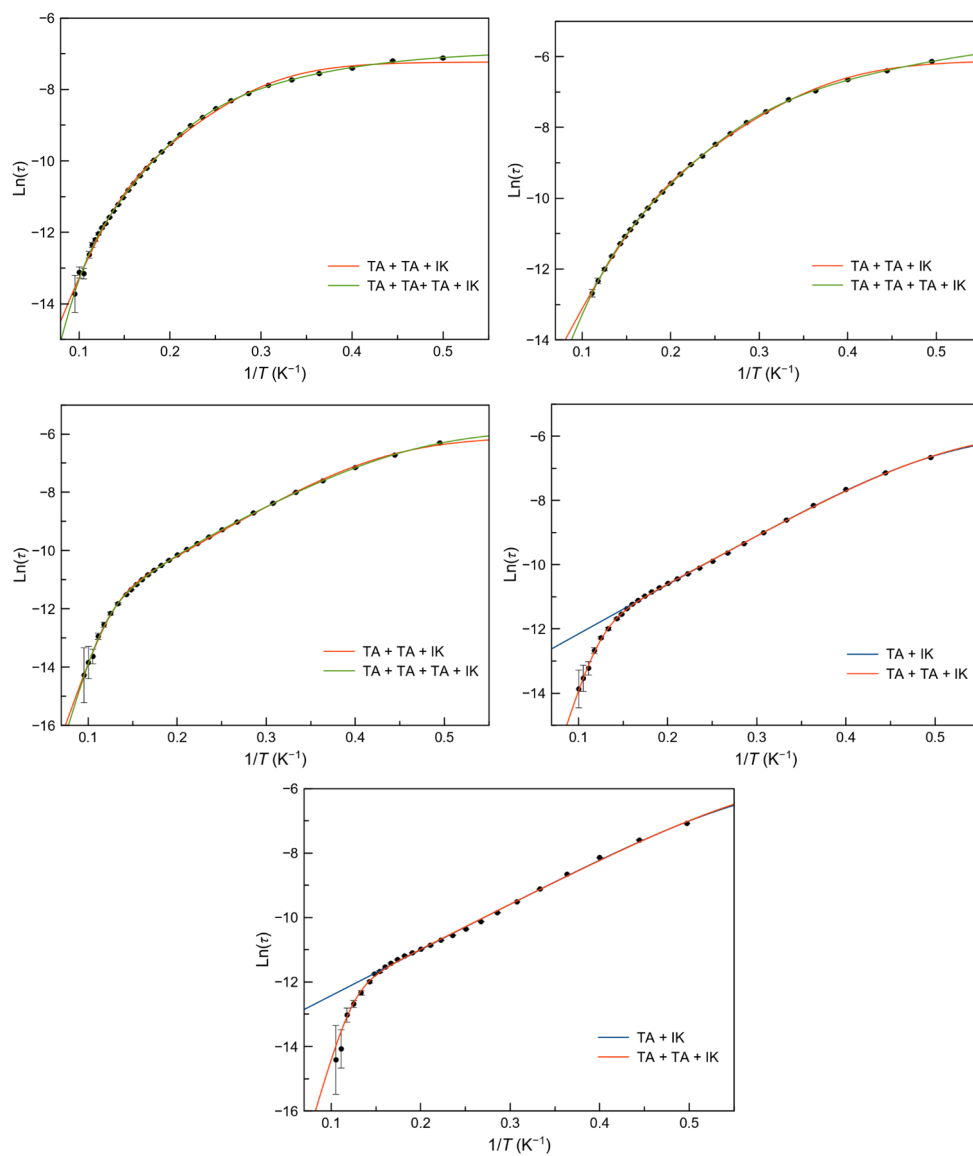 −6
−8
−10
−12
−14
Ln(τ)
TA + TA + IK
TA + TA+ TA + IK
0.1 0.2 0.3 0.4 0.5
1/T (K⁻¹)
−6
−8
−10
−12
−14
Ln(τ)
TA + TA + IK
TA + TA + TA + IK
0.1 0.2 0.3 0.4 0.5
1/T (K⁻¹)
−6
−8
−10
−12
−14
−16
Ln(τ)
TA + TA + IK
TA + TA + TA + IK
0.1 0.2 0.3 0.4 0.5
1/T (K⁻¹)
−6
−8
−10
−12
−14
Ln(τ)
TA + IK
TA + TA + IK
0.1 0.2 0.3 0.4 0.5
1/T (K⁻¹)
−6
−8
−10
−12
−14
−16
Ln(τ)
TA + IK
TA + TA + IK
0.1 0.2 0.3 0.4 0.5
1/T (K⁻¹)